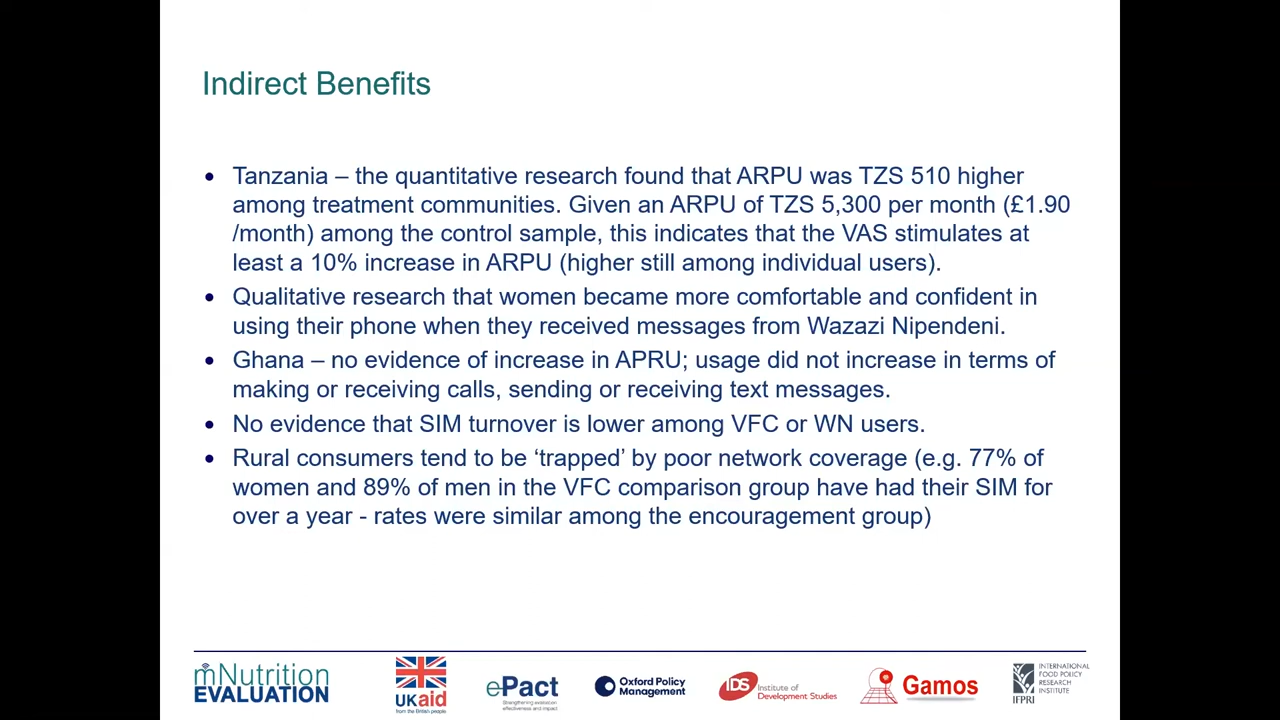 Indirect Benefits
• Tanzania – the quantitative research found that ARPU was TZS 510 higher
among treatment communities. Given an ARPU of TZS 5,300 per month (£1.90
/month) among the control sample, this indicates that the VAS stimulates at
least a 10% increase in ARPU (higher still among individual users).
• Qualitative research that women became more comfortable and confident in
using their phone when they received messages from Wazazi Nipendeni.
• Ghana – no evidence of increase in APRU; usage did not increase in terms of
making or receiving calls, sending or receiving text messages.
• No evidence that SIM turnover is lower among VFC or WN users.
• Rural consumers tend to be ‘trapped’ by poor network coverage (e.g. 77% of
women and 89% of men in the VFC comparison group have had their SIM for
over a year - rates were similar among the encouragement group)
mNutrition
EVALUATION
UKaid
from the British people
ePact
Strengthening evaluation
effectiveness and impact
Oxford Policy
Management
IDS
Institute of
Development Studies
Gamos
IFPRI
INTERNATIONAL
FOOD POLICY
RESEARCH
INSTITUTE